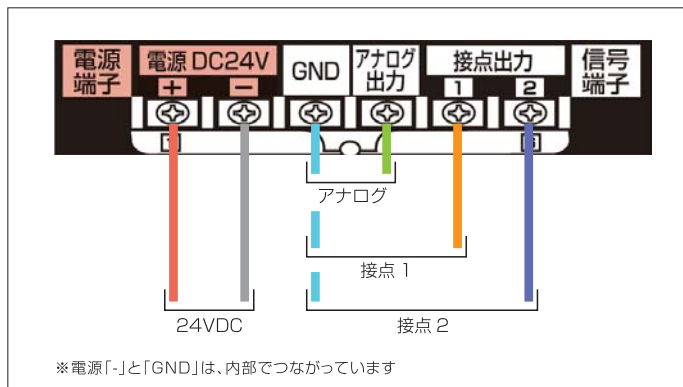 電源端子
電源 DC24V
+
−
GND
アナログ出力
接点出力
1
2
信号端子
アナログ
接点 1
24VDC
接点 2
※電源「-」と「GND」は、内部でつながっています